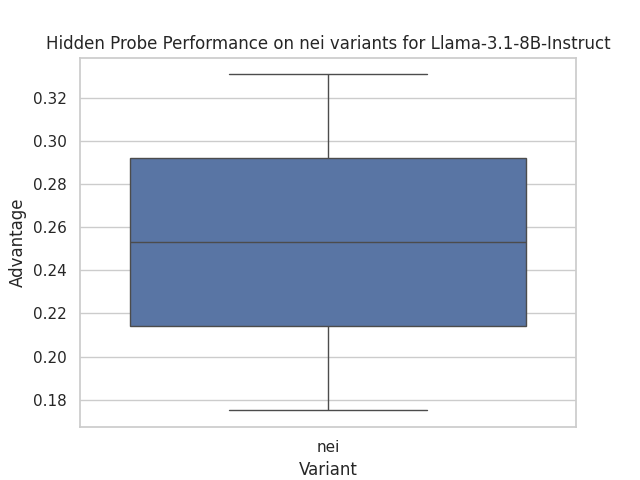 Hidden Probe Performance on nei variants for Llama-3.1-8B-Instruct
Advantage
0.32
0.30
0.28
0.26
0.24
0.22
0.20
0.18
nei
Variant